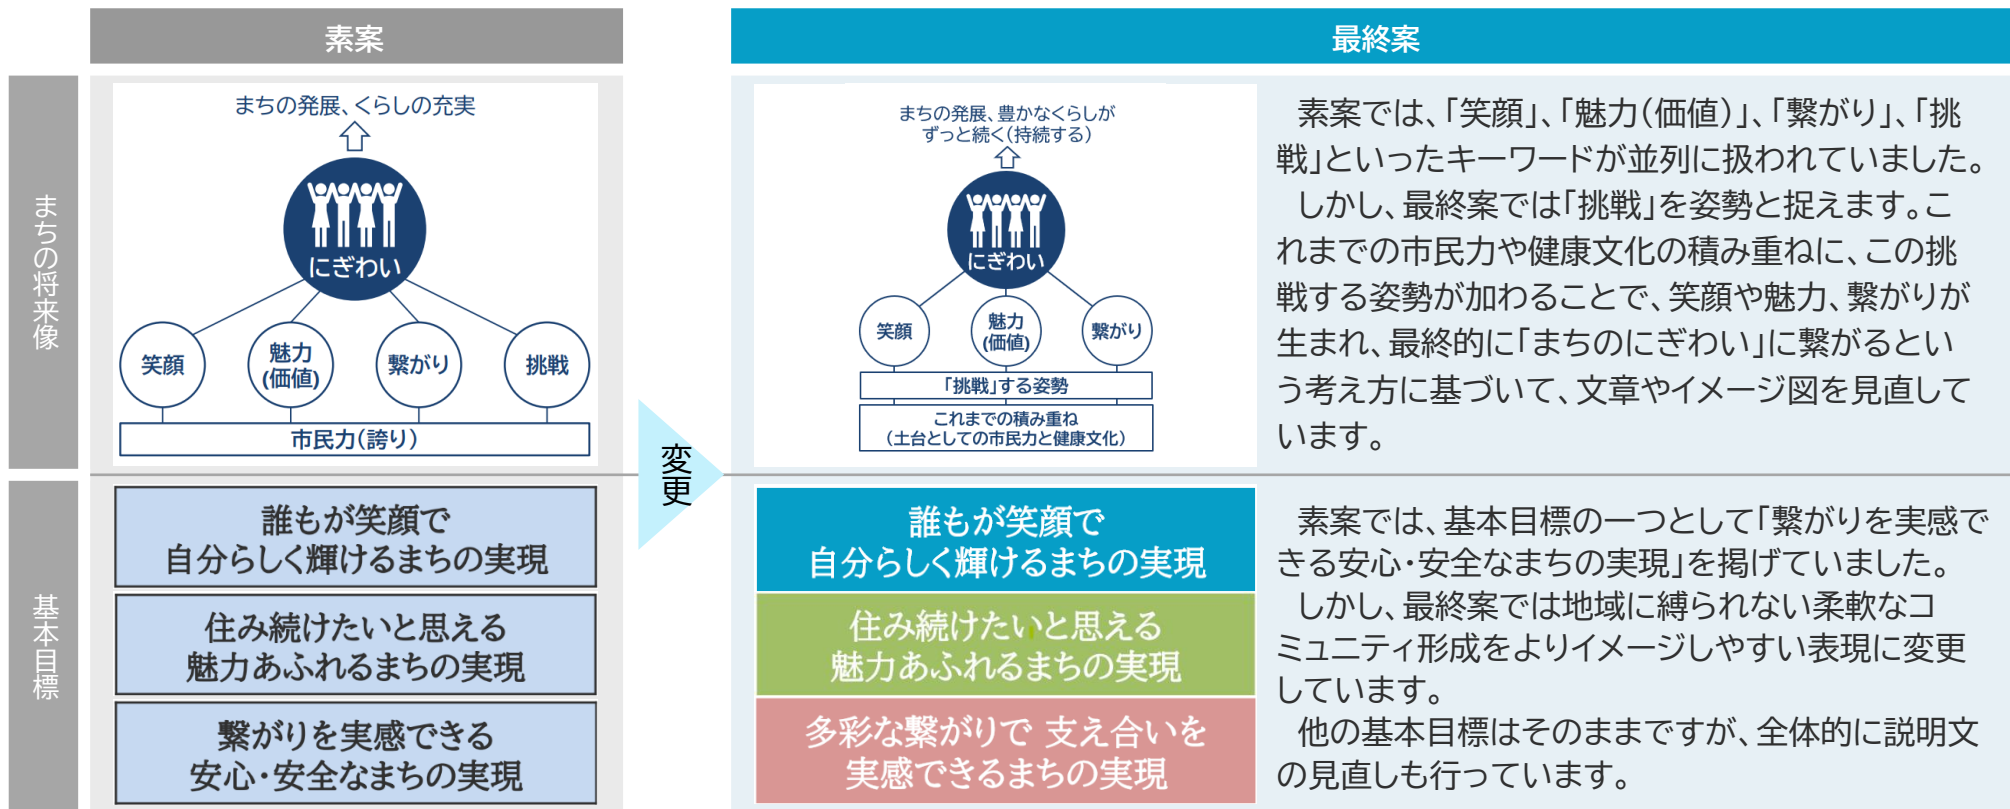 素案
最終案
まちの将来像
まちの発展、くらしの充実
にぎわい
笑顔
魅力
(価値)
繋がり
挑戦
市民力(誇り)
変更
まちの発展、豊かなくらしが
ずっと続く(持続する)
にぎわい
笑顔
魅力
(価値)
繋がり
「挑戦」する姿勢
これまでの積み重ね
(土台としての市民力と健康文化)
素案では、「笑顔」、「魅力(価値)」、「繋がり」、「挑
戦」といったキーワードが並列に扱われていました。
しかし、最終案では「挑戦」を姿勢と捉えます。こ
れまでの市民力や健康文化の積み重ねに、この挑
戦する姿勢が加わることで、笑顔や魅力、繋がりが
生まれ、最終的に「まちのにぎわい」に繋がるとい
う考え方に基づいて、文章やイメージ図を見直して
います。
基本目標
誰もが笑顔で
自分らしく輝けるまちの実現
住み続けたいと思える
魅力あふれるまちの実現
繋がりを実感できる
安心・安全なまちの実現
誰もが笑顔で
自分らしく輝けるまちの実現
住み続けたいと思える
魅力あふれるまちの実現
多彩な繋がりで 支え合いを
実感できるまちの実現
素案では、基本目標の一つとして「繋がりを実感で
きる安心・安全なまちの実現」を掲げていました。
しかし、最終案では地域に縛られない柔軟なコ
ミュニティ形成をよりイメージしやすい表現に変更
しています。
他の基本目標はそのままですが、全体的に説明文
の見直しも行っています。